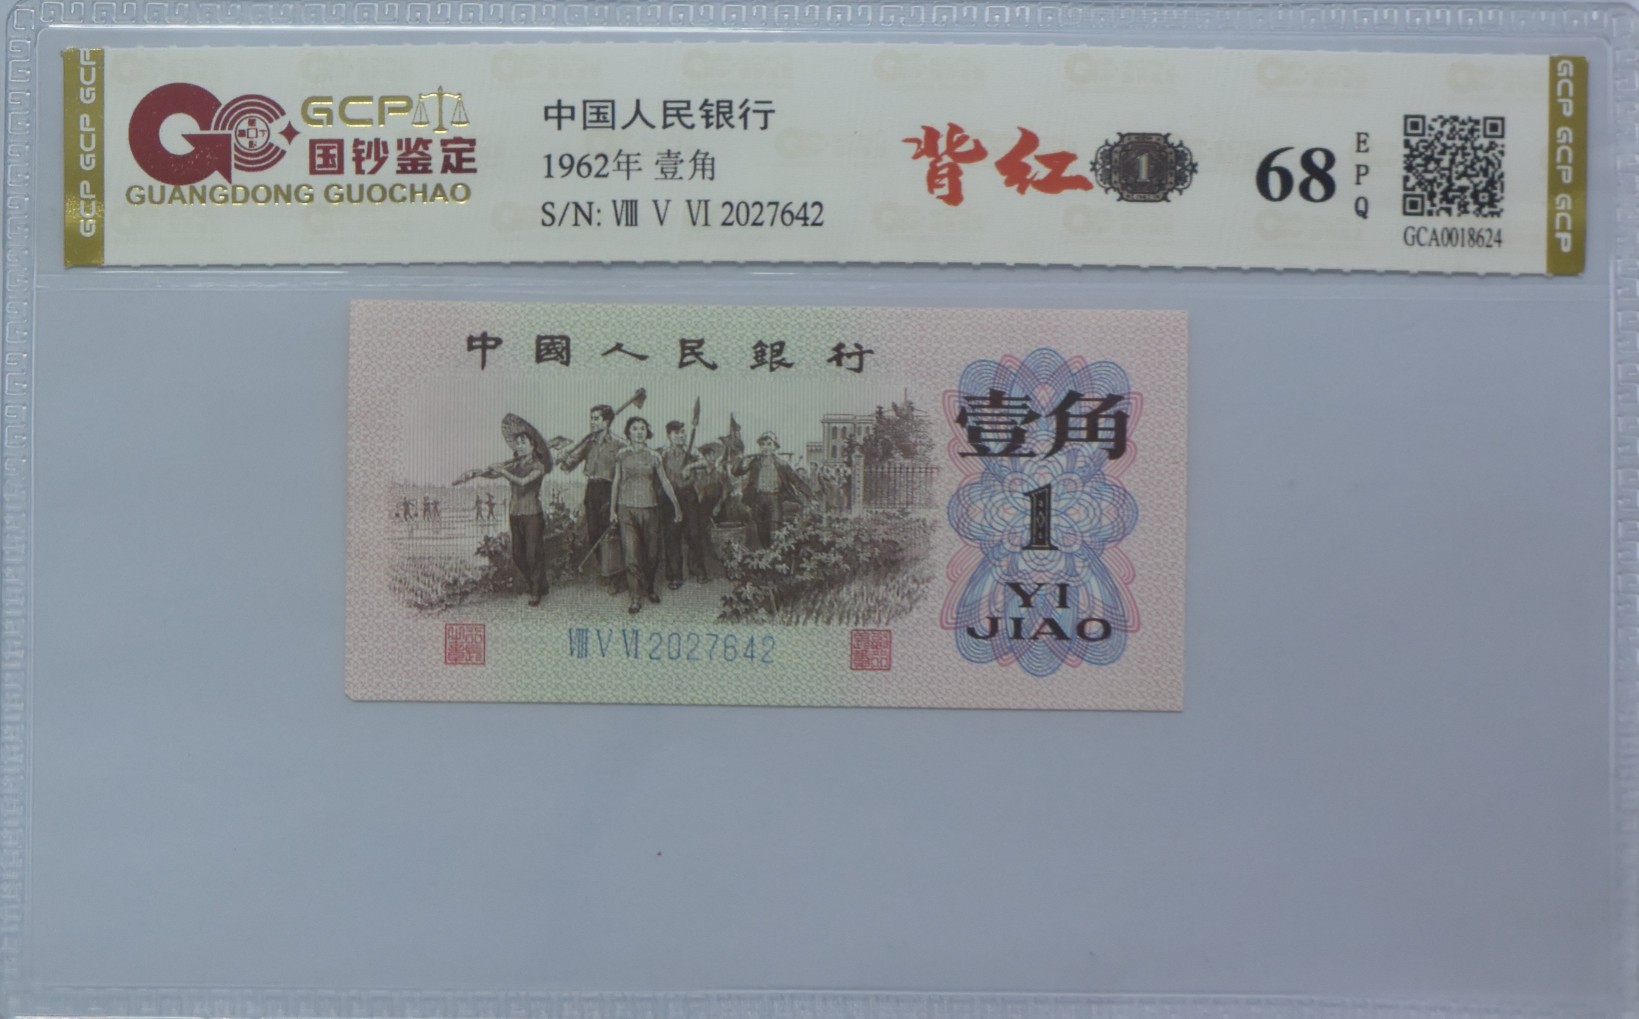 GCP GCP GCP
GCP
国钞鉴定
GUANGDONG GUOCHAO
中国人民银行
1962年 壹角
S/N: Ⅷ Ⅴ Ⅵ 2027642
背红
1
68
EPQ
GCA0018624
GCP GCP GCP
中國人民銀行
壹角
1
YI
JIAO
Ⅷ Ⅴ Ⅵ 2027642